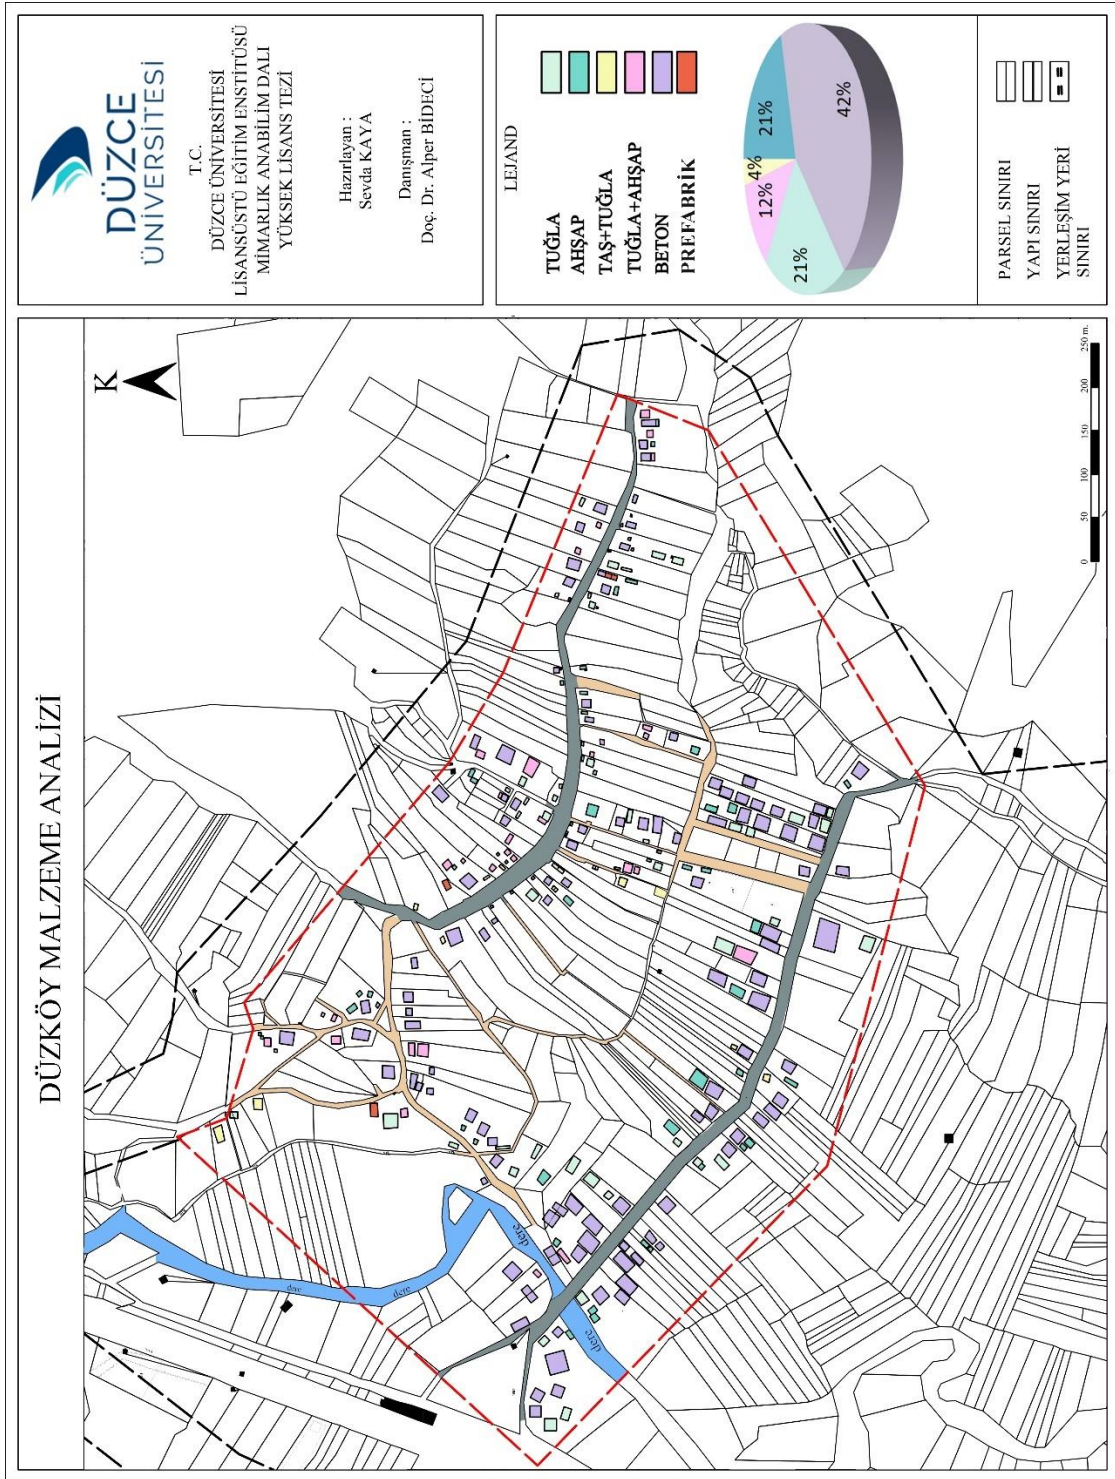 DÜZKÖY MALZEME ANALİZİ
K
dere
dere
dere
dere
0 50 100 150 200 250 m.
DÜZCE
ÜNİVERSİTESİ
T.C.
DÜZCE ÜNİVERSİTESİ
LİSANSÜSTÜ EĞİTİM ENSTİTÜSÜ
MİMARLIK ANABİLİM DALI
YÜKSEK LİSANS TEZİ
Hazırlayan :
Sevda KAYA
Danışman :
Doç. Dr. Alper BİDECİ
LEJAND
TUĞLA
AHŞAP
TAŞ+TUĞLA
TUĞLA+AHŞAP
BETON
PREFABRİK
21%
12%
4%
21%
42%
PARSEL SINIRI
YAPI SINIRI
YERLEŞİM YERİ
SINIRI